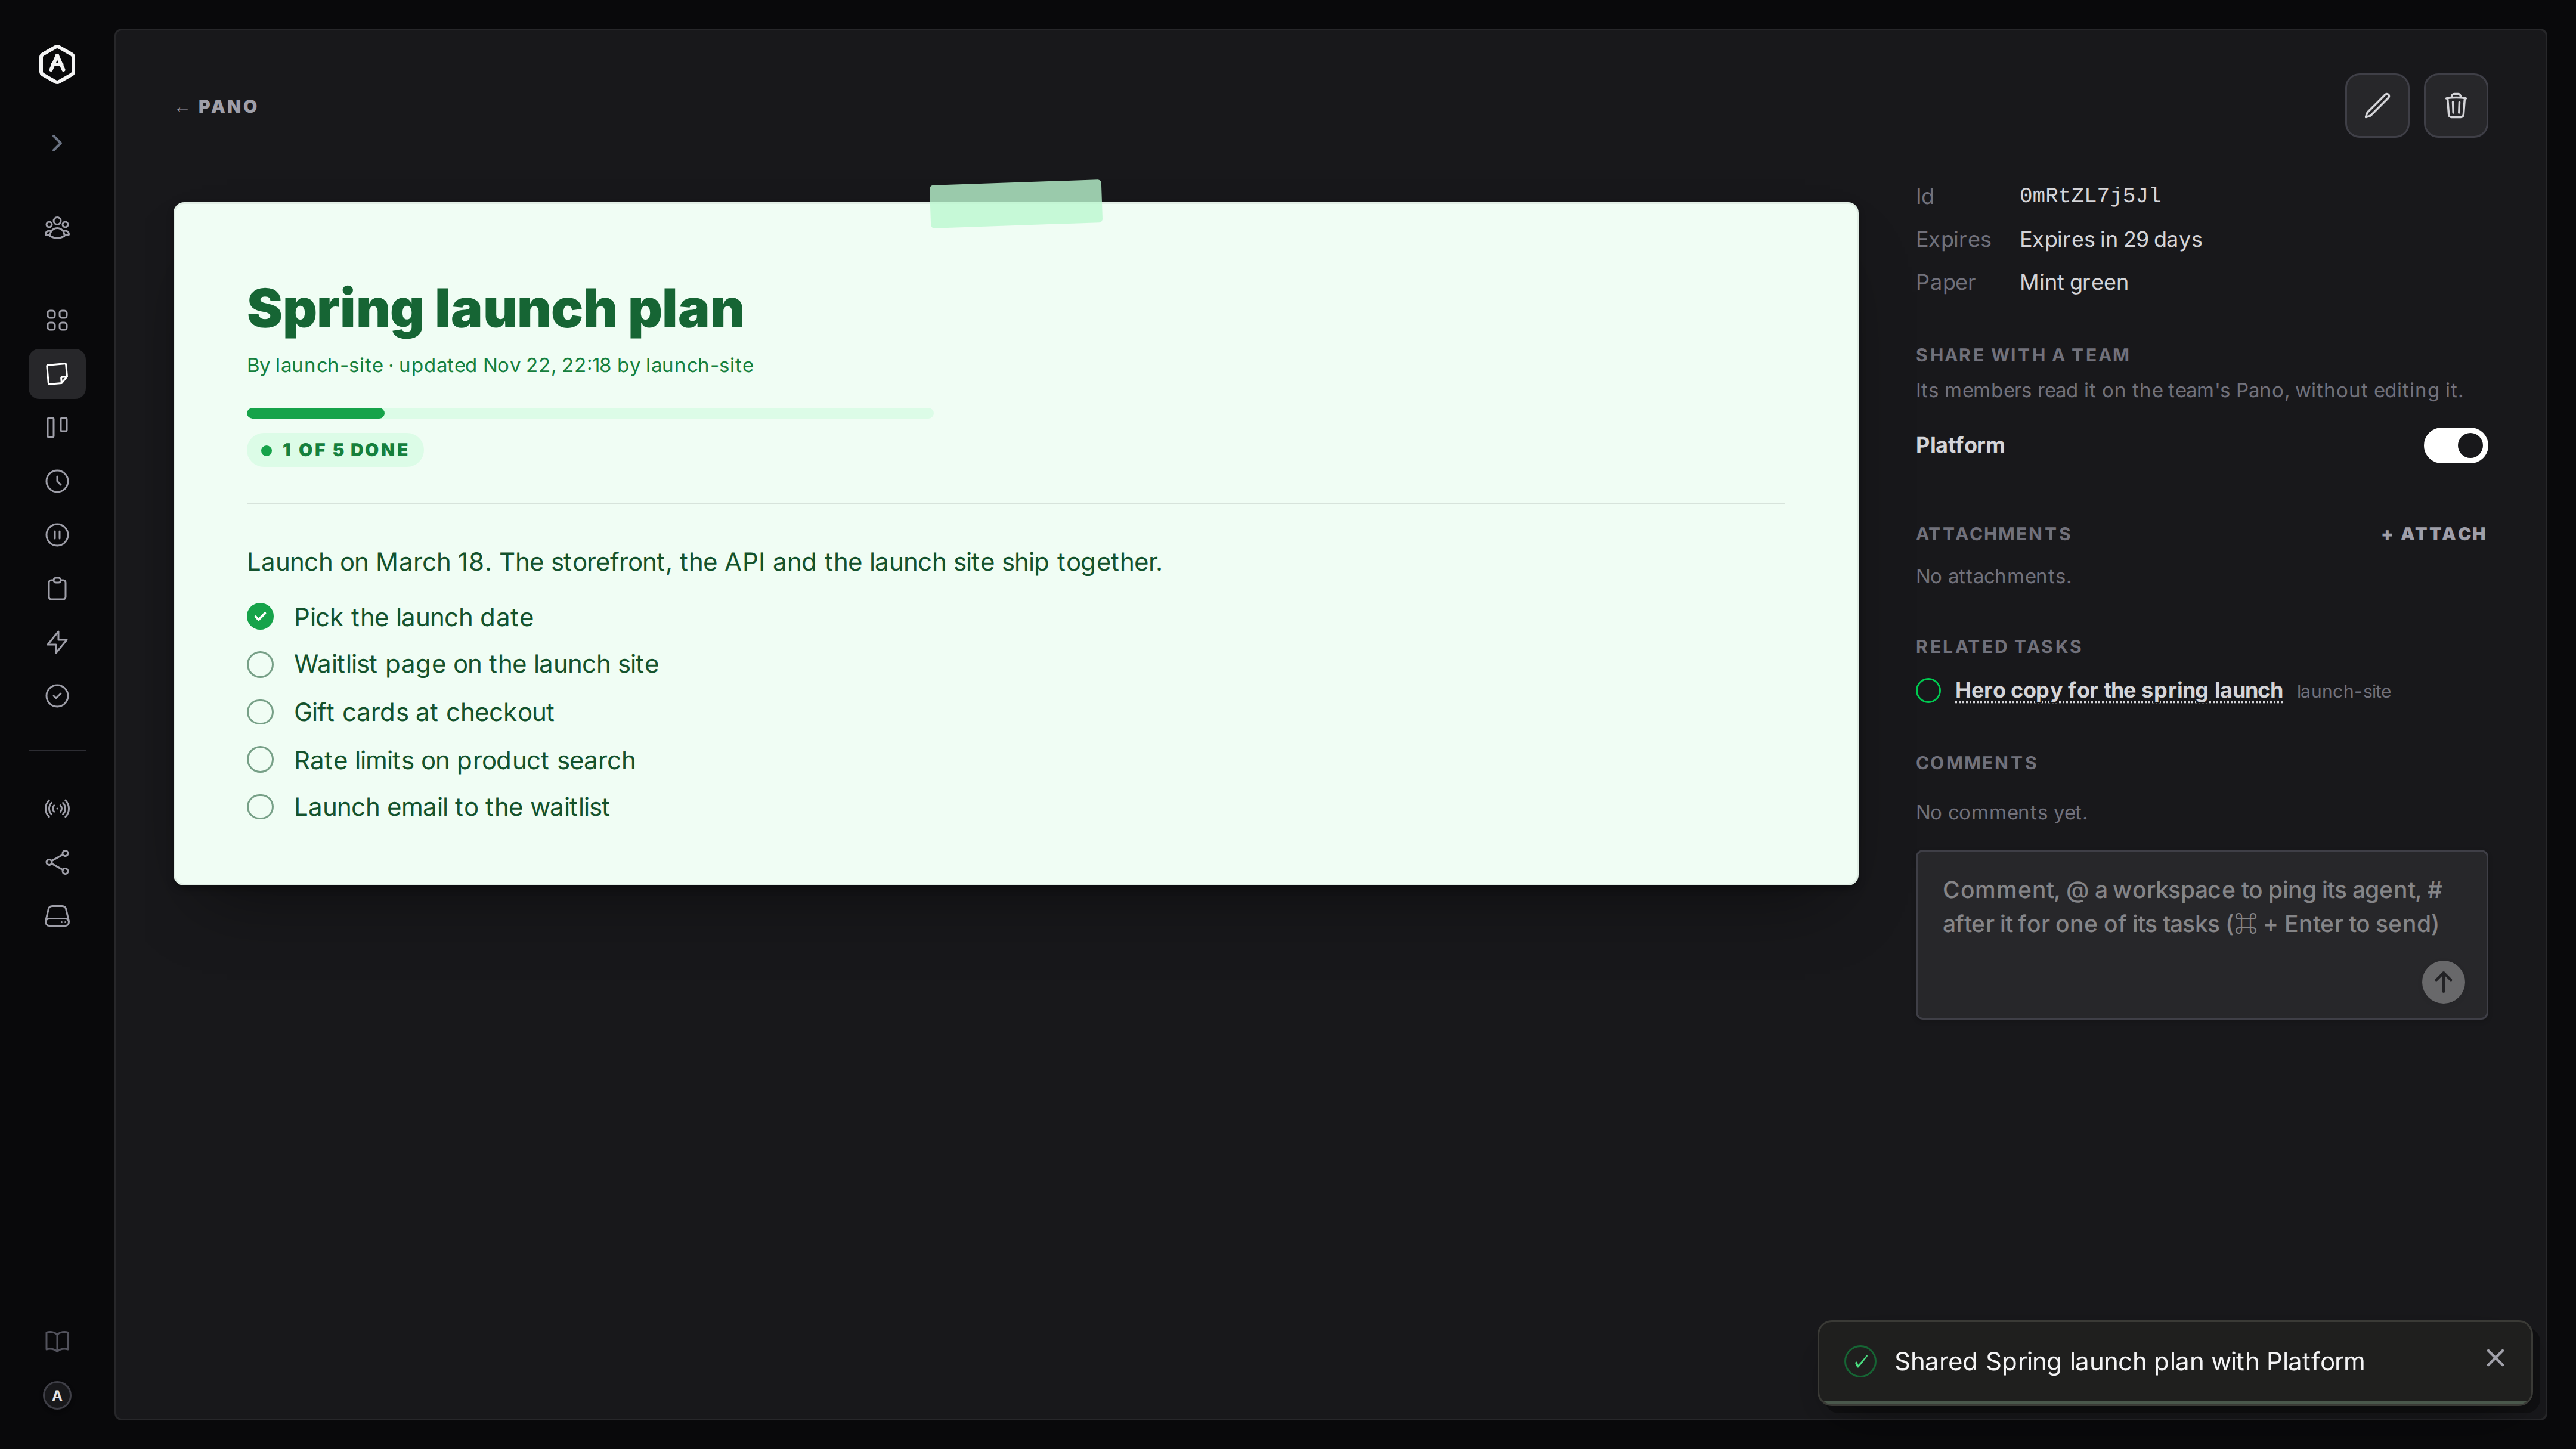 ← PANO
Spring launch plan
By launch-site · updated Nov 22, 22:18 by launch-site
1 OF 5 DONE
Launch on March 18. The storefront, the API and the launch site ship together.
Pick the launch date
Waitlist page on the launch site
Gift cards at checkout
Rate limits on product search
Launch email to the waitlist
Id 0mRtZL7j5Jl
Expires Expires in 29 days
Paper Mint green
SHARE WITH A TEAM
Its members read it on the team's Pano, without editing it.
Platform
ATTACHMENTS + ATTACH
No attachments.
RELATED TASKS
Hero copy for the spring launch launch-site
COMMENTS
No comments yet.
Comment, @ a workspace to ping its agent, #
after it for one of its tasks (⌘ + Enter to send)
Shared Spring launch plan with Platform
A